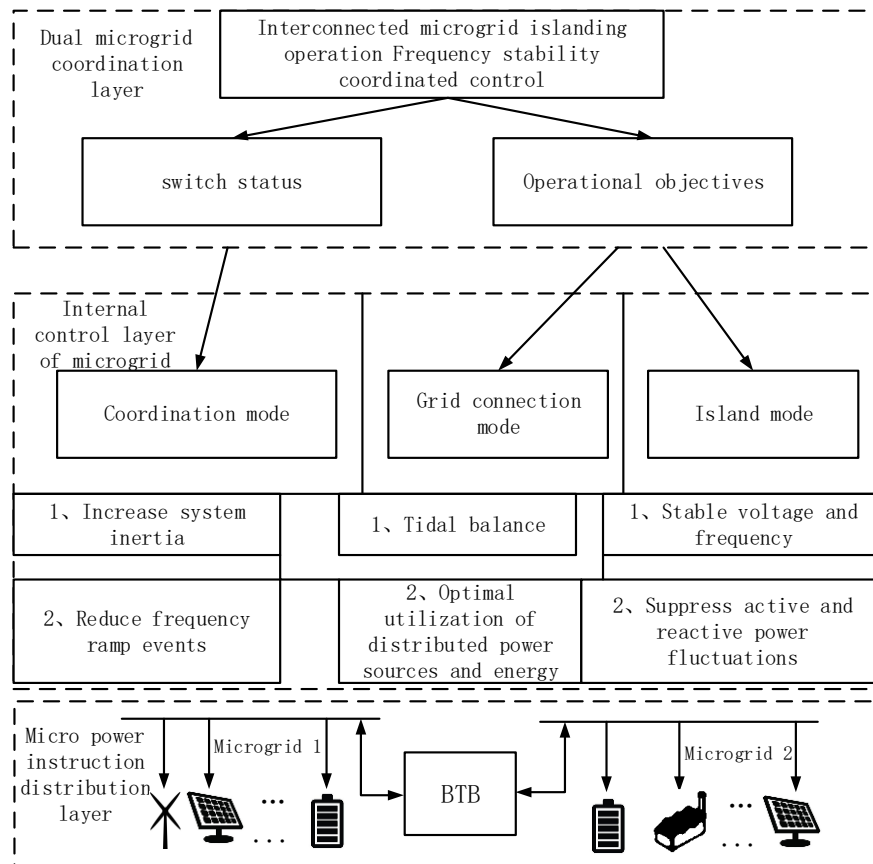 Dual microgrid
coordination
layer
Interconnected microgrid islanding
operation Frequency stability
coordinated control
switch status
Operational objectives
Internal
control layer
of microgrid
Coordination mode
Grid connection
mode
Island mode
1、Increase system
inertia
1、Tidal balance
1、Stable voltage and
frequency
2、Reduce frequency
ramp events
2、Optimal
utilization of
distributed power
sources and energy
2、Suppress active and
reactive power
fluctuations
Micro power
instruction
distribution
layer
Microgrid 1
...
...
BTB
Microgrid 2
...
...